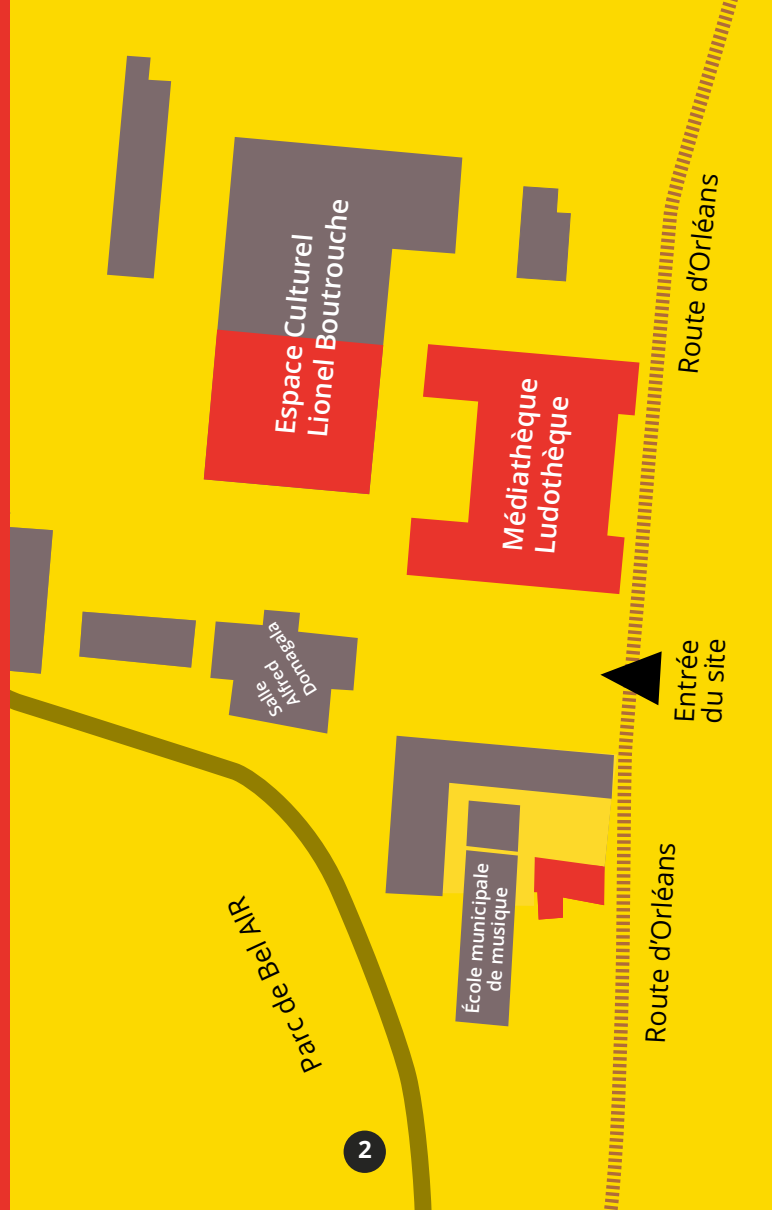 Espace Culturel
Lionel Boutrouche
Route d’Orléans
Médiathèque
Ludothèque
Salle
Alfred
Domagala
Entrée
du site
École municipale
de musique
Route d’Orléans
Parc de Bel AIR
2